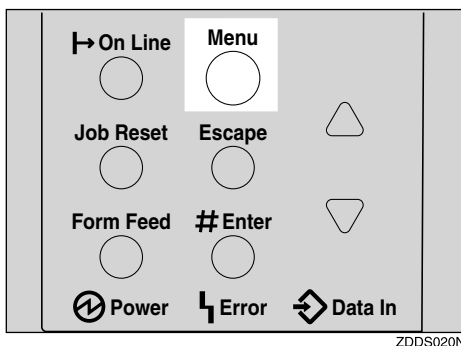 On Line Menu
Job Reset Escape
Form Feed # Enter
Power Error Data In
ZDDS020N